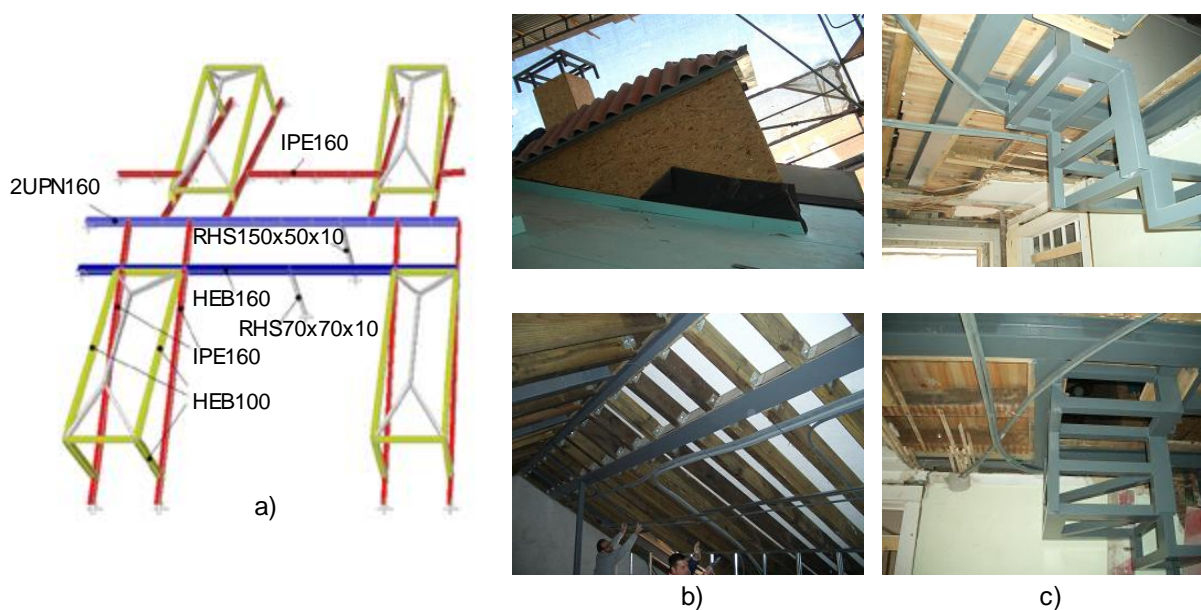 IPE160
2UPN160
RHS150x50x10
HEB160
RHS70x70x10
IPE160
HEB100
a)
b)
c)